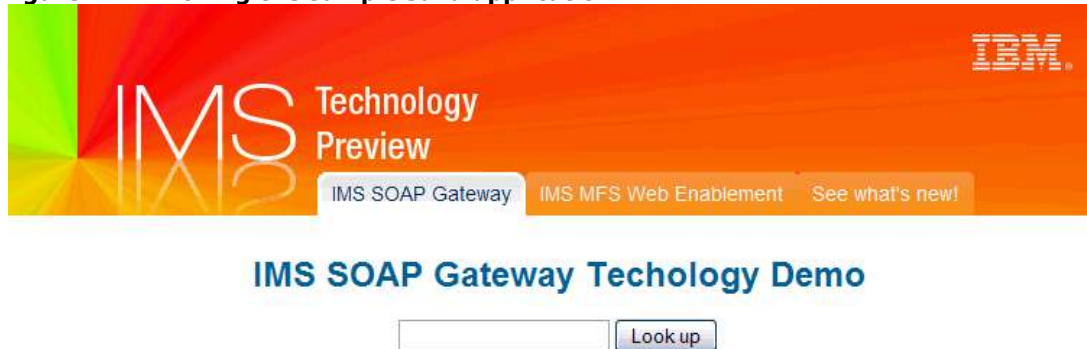 IBM.
IMS Technology
Preview
IMS SOAP Gateway IMS MFS Web Enablement See what's new!
IMS SOAP Gateway Techology Demo
Look up